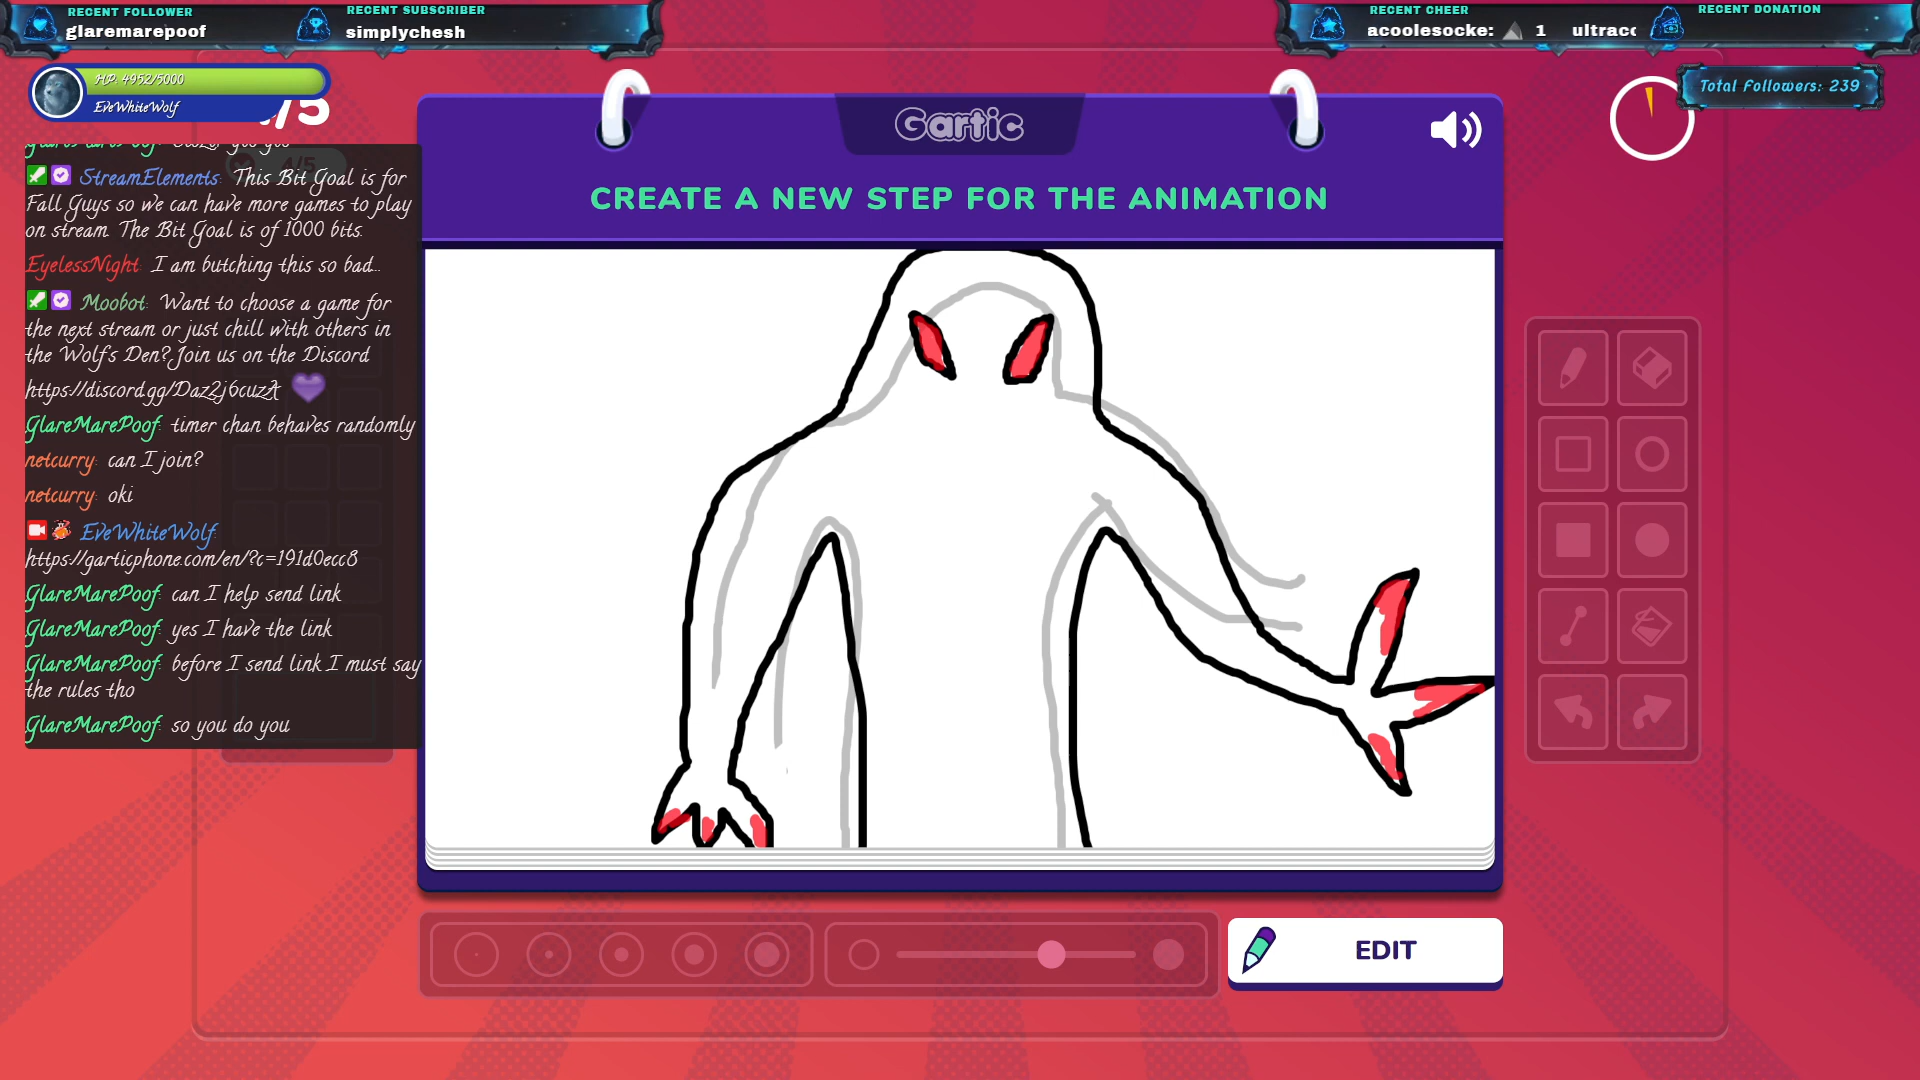 RECENT FOLLOWER
glaremarepoof
RECENT SUBSCRIBER
simplychesh
RECENT CHEER
acoolesocke: 1 ultracc
RECENT DONATION
Total Followers: 239
HP: 4952/5000
EveWhiteWolf
/5
4/5
StreamElements: This Bit Goal is for
Fall Guys so we can have more games to play
on stream. The Bit Goal is of 1000 bits.
EyelessNight: I am butching this so bad...
Moobot: Want to choose a game for
the next stream or just chill with others in
the Wolf's Den? Join us on the Discord
https://discord.gg/Daz2j6cuzA
GlareMarePoof: timer chan behaves randomly
netcurry: can I join?
netcurry: oki
EveWhiteWolf:
https://garticphone.com/en/?c=191d0ecc8
GlareMarePoof: can I help send link
GlareMarePoof: yes I have the link
GlareMarePoof: before I send link I must say
the rules tho
GlareMarePoof: so you do you
Gartic
CREATE A NEW STEP FOR THE ANIMATION
EDIT